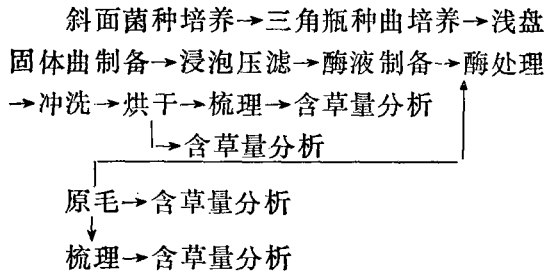 斜面菌种培养→三角瓶种曲培养→浅盘
固体曲制备→浸泡压滤→酶液制备→酶处理
→冲洗→烘干→梳理→含草量分析
→含草量分析
原毛→含草量分析
梳理→含草量分析